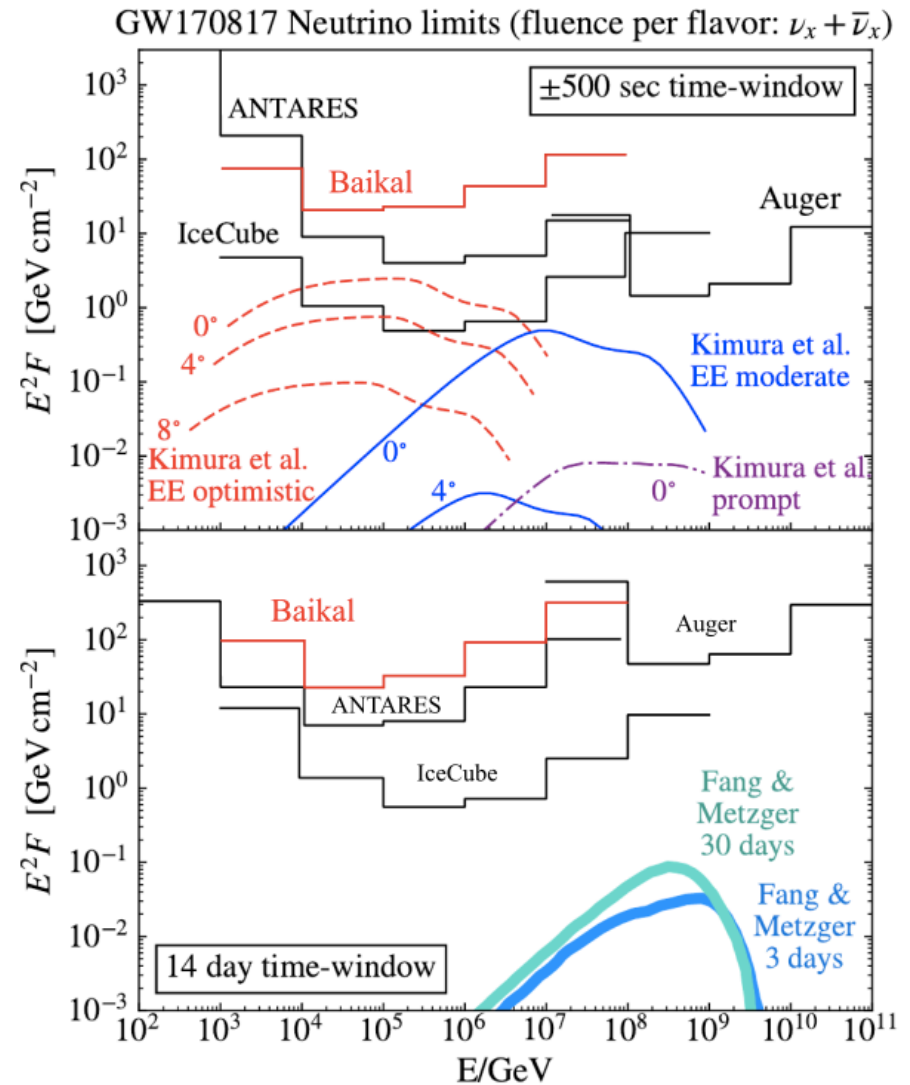 GW170817 Neutrino limits (fluence per flavor: νₓ + ν̄ₓ)
E²F [GeV cm⁻²]
10³
10²
10¹
10⁰
10⁻¹
10⁻²
10⁻³
±500 sec time-window
ANTARES
Baikal
Auger
IceCube
0°
4°
8°
Kimura et al.
EE optimistic
Kimura et al.
EE moderate
0°
4°
Kimura et al
prompt
0°
E²F [GeV cm⁻²]
10³
10²
10¹
10⁰
10⁻¹
10⁻²
10⁻³
Baikal
Auger
ANTARES
IceCube
Fang &
Metzger
30 days
Fang &
Metzger
3 days
14 day time-window
10² 10³ 10⁴ 10⁵ 10⁶ 10⁷ 10⁸ 10⁹ 10¹⁰ 10¹¹
E/GeV